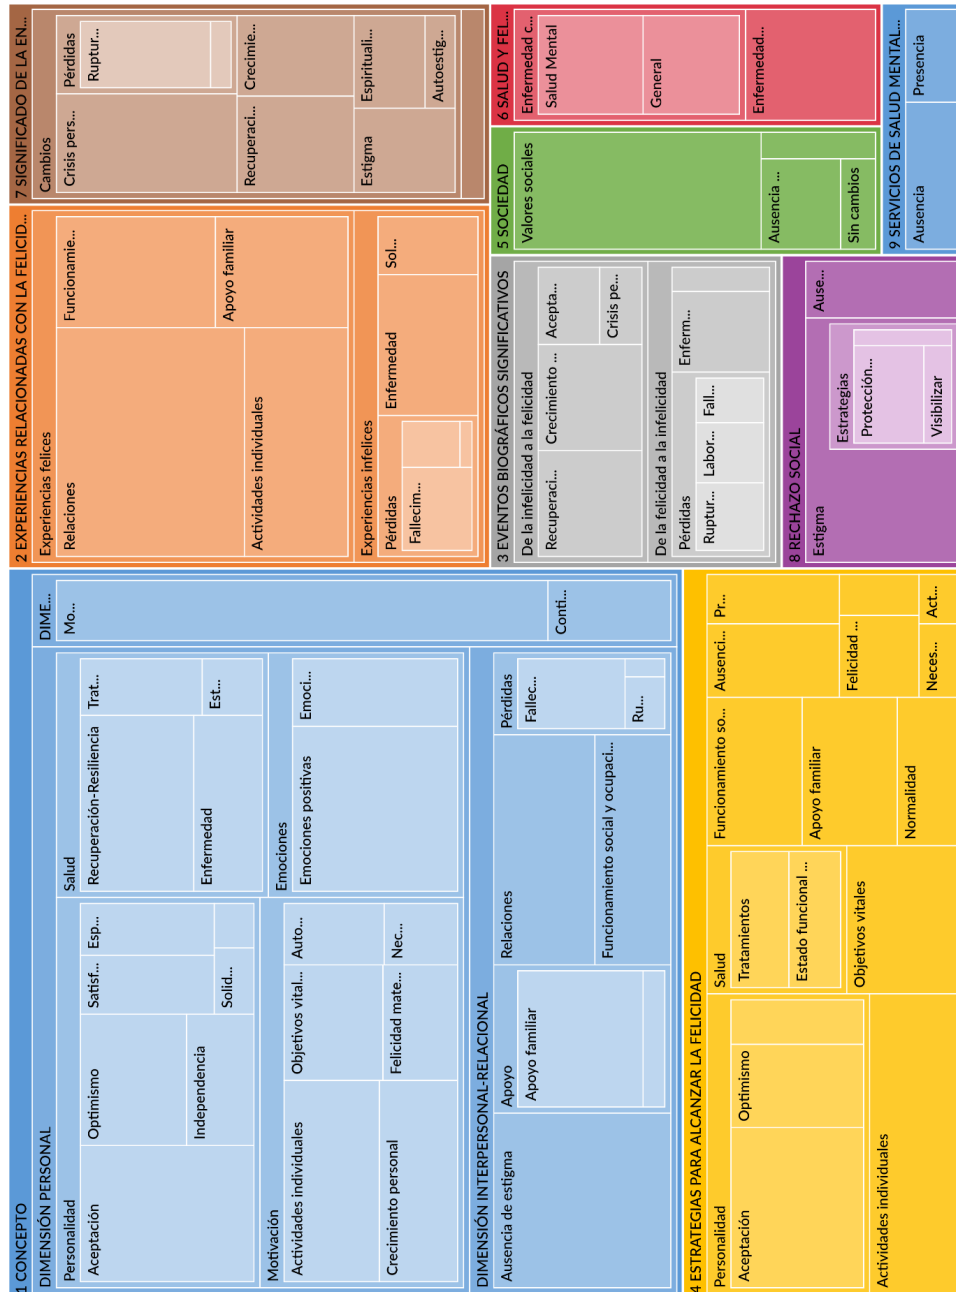 1 CONCEPTO
DIMENSIÓN PERSONAL
Personalidad
Aceptación
Optimismo
Independencia
Satisf...
Esp...
Solid...
Salud
Recuperación-Resiliencia
Trat...
Enfermedad
Est...
Motivación
Actividades individuales
Crecimiento personal
Objetivos vital...
Auto...
Felicidad mate...
Nec...
Emociones
Emociones positivas
Emoci...
DIME...
Mo...
Conti...
DIMENSIÓN INTERPERSONAL-RELACIONAL
Ausencia de estigma
Apoyo
Apoyo familiar
Relaciones
Funcionamiento social y ocupaci...
Pérdidas
Fallec...
Ru...
2 EXPERIENCIAS RELACIONADAS CON LA FELICID...
Experiencias felices
Relaciones
Funcionamie...
Actividades individuales
Apoyo familiar
Experiencias infelices
Pérdidas
Fallecim...
Enfermedad
Sol...
7 SIGNIFICADO DE LA EN...
Cambios
Crisis pers...
Pérdidas
Ruptur...
Recuperaci...
Crecimie...
Estigma
Espirituali...
Autoestig...
4 ESTRATEGIAS PARA ALCANZAR LA FELICIDAD
Personalidad
Aceptación
Optimismo
Actividades individuales
Salud
Tratamientos
Estado funcional ...
Objetivos vitales
Funcionamiento so...
Apoyo familiar
Normalidad
Ausenci...
Pr...
Felicidad ...
Neces...
Act...
3 EVENTOS BIOGRÁFICOS SIGNIFICATIVOS
De la infelicidad a la felicidad
Recuperaci...
Crecimiento ...
Acepta...
Crisis pe...
De la felicidad a la infelicidad
Pérdidas
Ruptur...
Labor...
Fall...
Enferm...
5 SOCIEDAD
Valores sociales
Ausencia ...
Sin cambios
6 SALUD Y FEL...
Enfermedad c...
Salud Mental
General
Enfermedad...
8 RECHAZO SOCIAL
Estigma
Estrategias
Protección...
Visibilizar
Ause...
9 SERVICIOS DE SALUD MENTAL...
Ausencia
Presencia